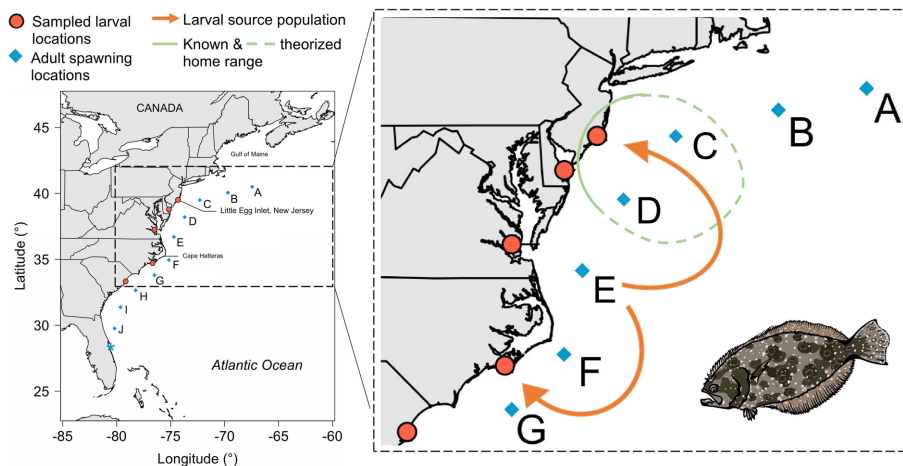 Sampled larval
locations
Adult spawning
locations
Larval source population
Known & theorized
home range
CANADA
Gulf of Maine
Little Egg Inlet, New Jersey
Cape Hatteras
Atlantic Ocean
A
B
C
D
E
F
G
H
I
J
45
40
35
30
25
Latitude (°)
-85 -80 -75 -70 -65 -60
Longitude (°)
A
B
C
D
E
F
G